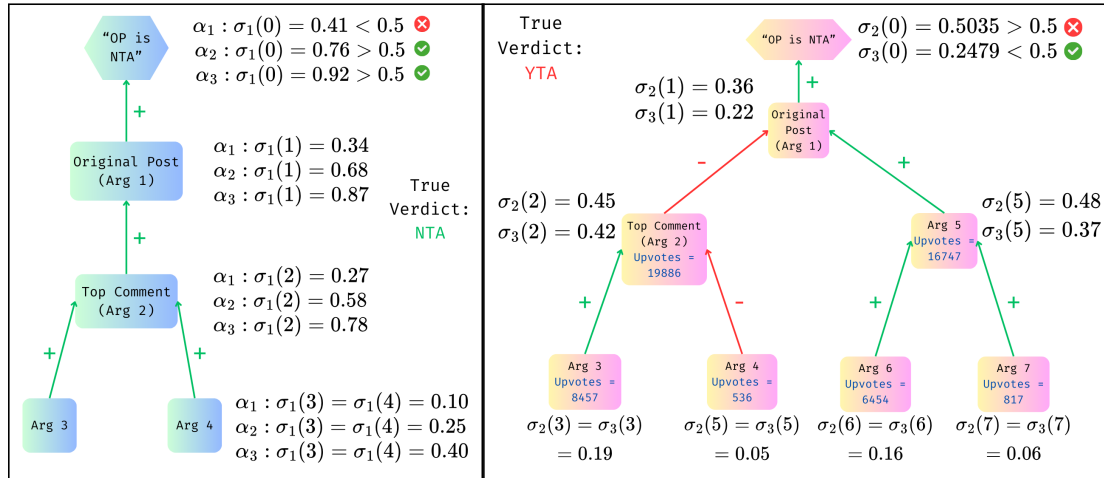 “OP is
NTA”
α₁ : σ₁(0) = 0.41 < 0.5
α₂ : σ₁(0) = 0.76 > 0.5
α₃ : σ₁(0) = 0.92 > 0.5
+
Original Post
(Arg 1)
α₁ : σ₁(1) = 0.34
α₂ : σ₁(1) = 0.68
α₃ : σ₁(1) = 0.87
True
Verdict:
NTA
+
Top Comment
(Arg 2)
α₁ : σ₁(2) = 0.27
α₂ : σ₁(2) = 0.58
α₃ : σ₁(2) = 0.78
+
+
Arg 3
Arg 4
α₁ : σ₁(3) = σ₁(4) = 0.10
α₂ : σ₁(3) = σ₁(4) = 0.25
α₃ : σ₁(3) = σ₁(4) = 0.40
True
Verdict:
YTA
“OP is NTA”
σ₂(0) = 0.5035 > 0.5
σ₃(0) = 0.2479 < 0.5
+
σ₂(1) = 0.36
σ₃(1) = 0.22
Original
Post
(Arg 1)
-
+
σ₂(2) = 0.45
σ₃(2) = 0.42
Top Comment
(Arg 2)
Upvotes =
19886
Arg 5
Upvotes =
16747
σ₂(5) = 0.48
σ₃(5) = 0.37
+
-
+
+
Arg 3
Upvotes =
8457
Arg 4
Upvotes =
536
Arg 6
Upvotes =
6454
Arg 7
Upvotes =
817
σ₂(3) = σ₃(3)
= 0.19
σ₂(5) = σ₃(5)
= 0.05
σ₂(6) = σ₃(6)
= 0.16
σ₂(7) = σ₃(7)
= 0.06